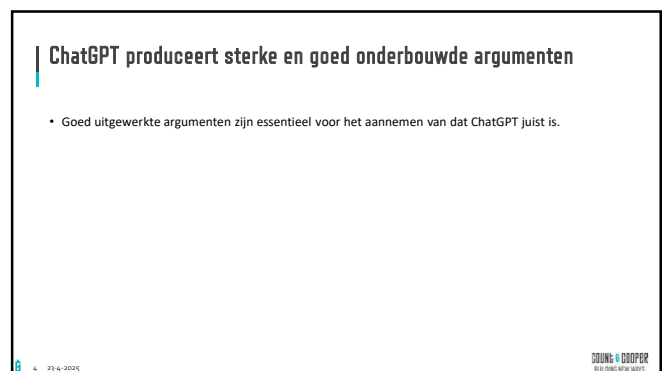 ChatGPT produceert sterke en goed onderbouwde argumenten
• Goed uitgewerkte argumenten zijn essentieel voor het aannemen van dat ChatGPT juist is.
4 23-4-2025
COUNT & COOPER
BUILDING NEW WAYS